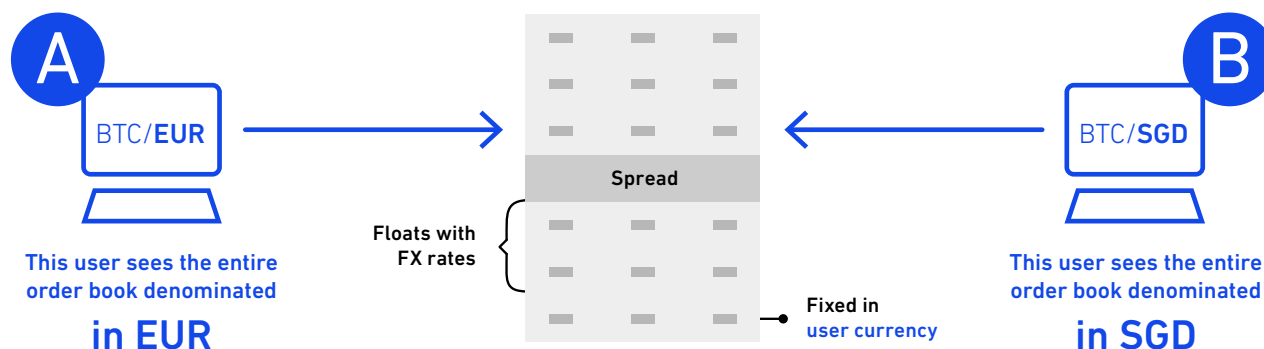 A
BTC/EUR
This user sees the entire
order book denominated
in EUR
Spread
Floats with
FX rates
Fixed in
user currency
B
BTC/SGD
This user sees the entire
order book denominated
in SGD